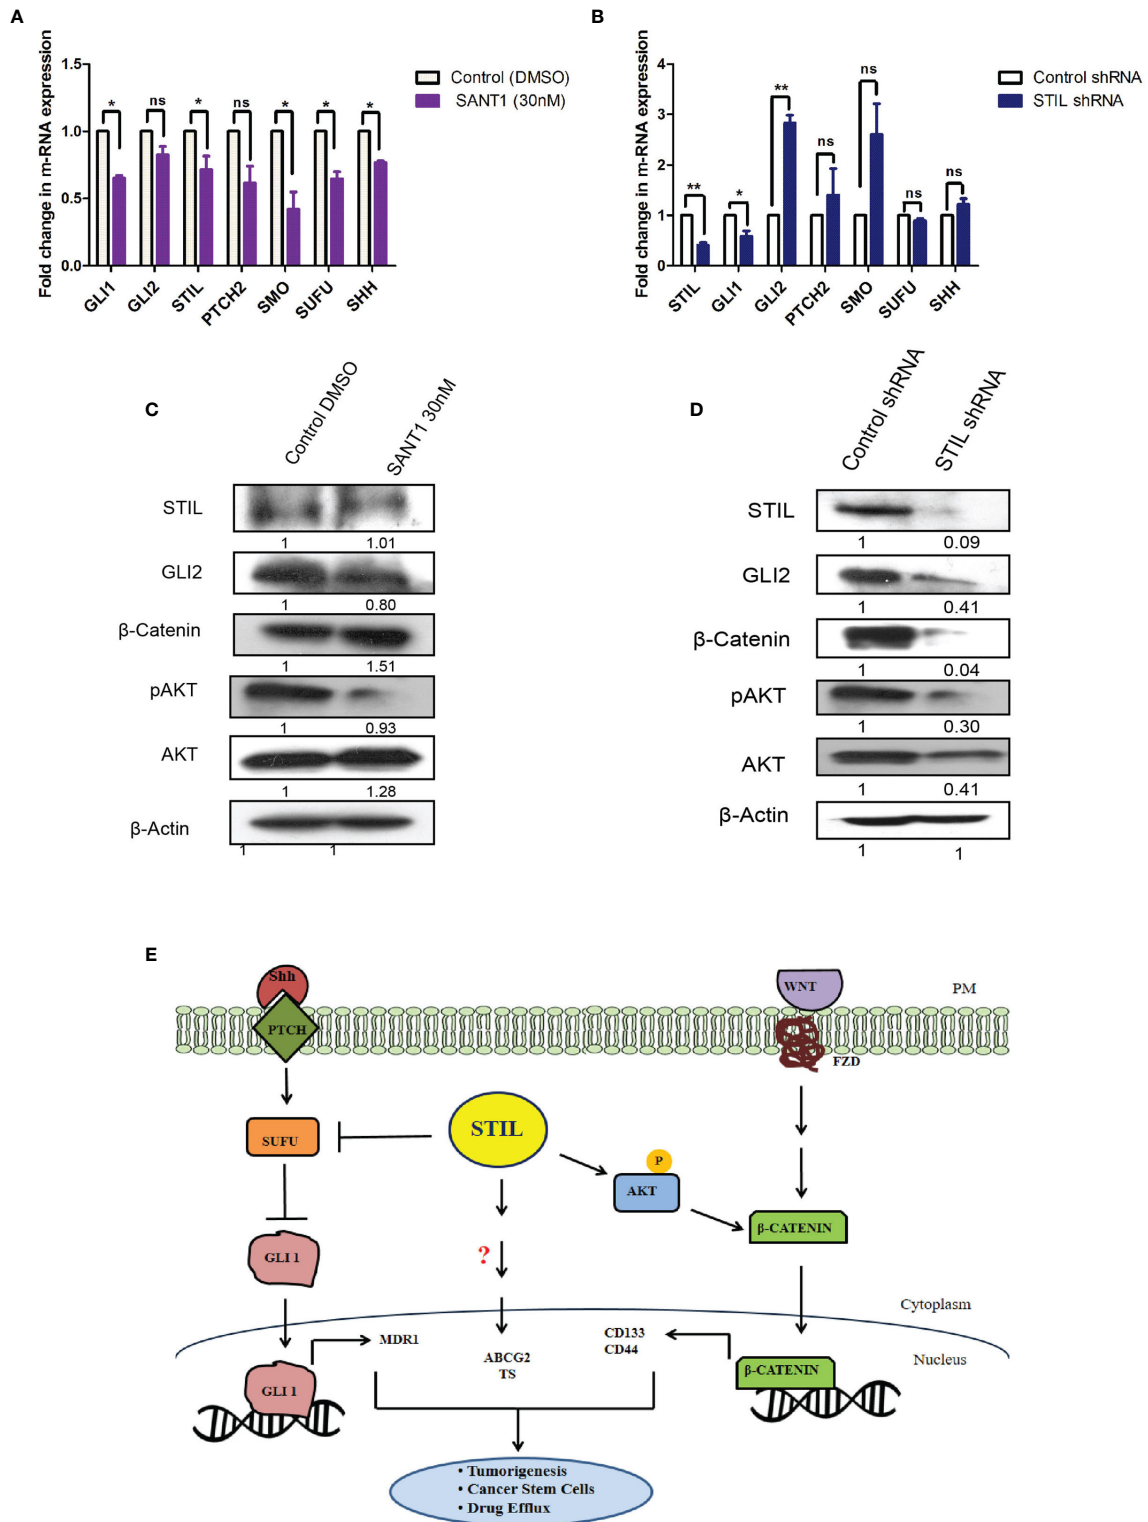 A
Fold change in m-RNA expression
1.5
1.0
0.5
0.0
* ns * ns * * *
GLI1 GLI2 STIL PTCH2 SMO SUFU SHH
Control (DMSO)
SANT1 (30nM)
B
Fold change in m-RNA expression
4
3
2
1
0
** * ** ns ns ns ns
STIL GLI1 GLI2 PTCH2 SMO SUFU SHH
Control shRNA
STIL shRNA
C
Control DMSO
SANT1 30nM
STIL
1 1.01
GLI2
1 0.80
β-Catenin
1 1.51
pAKT
1 0.93
AKT
1 1.28
β-Actin
1 1
D
Control shRNA
STIL shRNA
STIL
1 0.09
GLI2
1 0.41
β-Catenin
1 0.04
pAKT
1 0.30
AKT
1 0.41
β-Actin
1 1
E
Shh
PTCH
WNT
PM
FZD
SUFU
STIL
P
AKT
β-CATENIN
GLI 1
?
Cytoplasm
Nucleus
MDR1
ABCG2
TS
CD133
CD44
β-CATENIN
GLI 1
• Tumorigenesis
• Cancer Stem Cells
• Drug Efflux